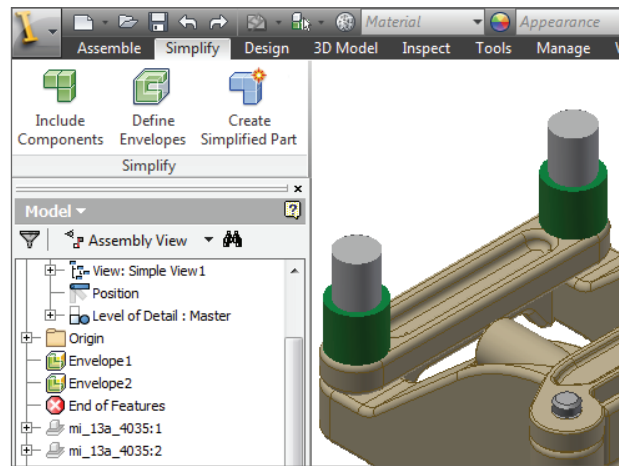 Material
Appearance
Assemble Simplify Design 3D Model Inspect Tools Manage
Include Components
Define Envelopes
Create Simplified Part
Simplify
Model
Assembly View
View: Simple View1
Position
Level of Detail : Master
Origin
Envelope1
Envelope2
End of Features
mi_13a_4035:1
mi_13a_4035:2